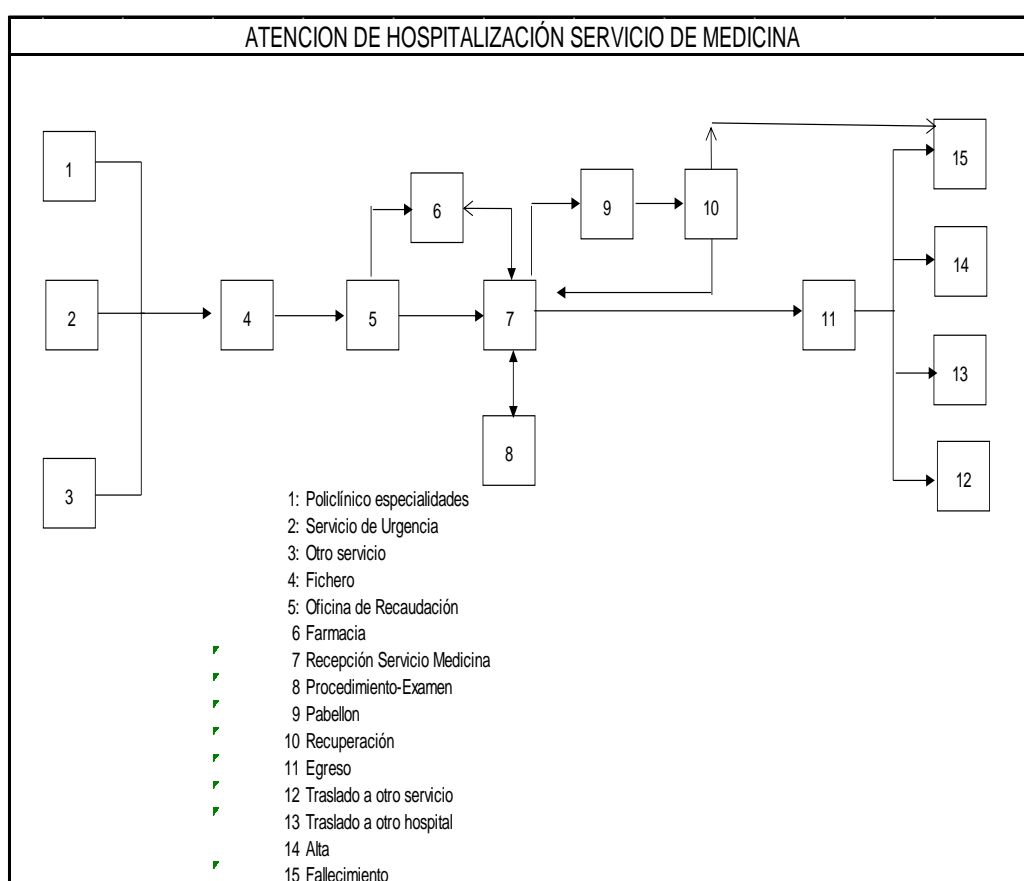 ATENCION DE HOSPITALIZACIÓN SERVICIO DE MEDICINA
1
6
9
10
15
14
2
4
5
7
11
13
3
8
12
1: Policlínico especialidades
2: Servicio de Urgencia
3: Otro servicio
4: Fichero
5: Oficina de Recaudación
6 Farmacia
7 Recepción Servicio Medicina
8 Procedimiento-Examen
9 Pabellon
10 Recuperación
11 Egreso
12 Traslado a otro servicio
13 Traslado a otro hospital
14 Alta
15 Fallecimiento